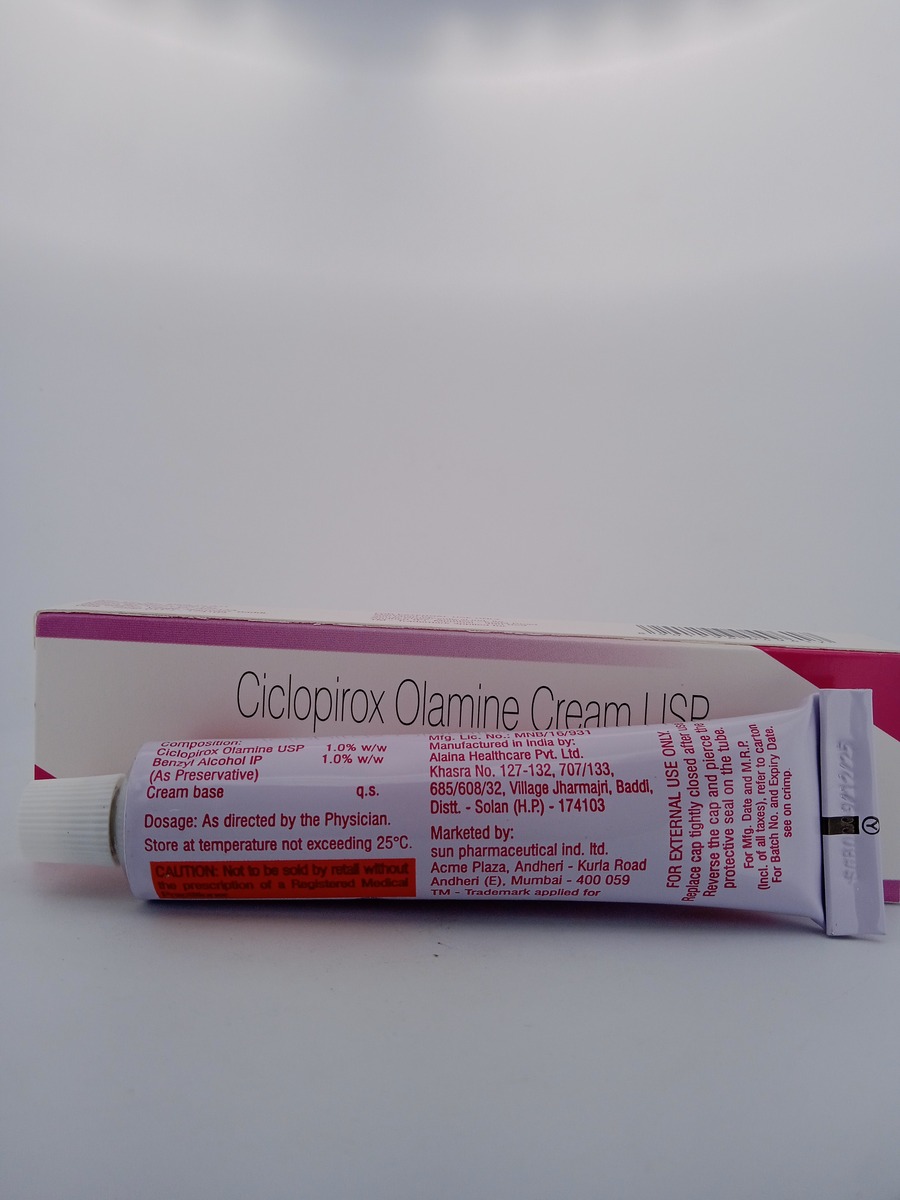 Ciclopirox Olamine Cream USP
Composition:
Ciclopirox Olamine USP 1.0% w/w
Benzyl Alcohol IP 1.0% w/w
(As Preservative)
Cream base q.s.
Dosage: As directed by the Physician.
Store at temperature not exceeding 25°C.
CAUTION: Not to be sold by retail without
the prescription of a Registered Medical
Mfg. Lic. No.: MNB/16/931
Manufactured in India by:
Alaina Healthcare Pvt. Ltd.
Khasra No. 127-132, 707/133,
685/608/32, Village Jharmajri, Baddi,
Distt. - Solan (H.P.) - 174103
Marketed by:
sun pharmaceutical ind. ltd.
Acme Plaza, Andheri - Kurla Road
Andheri (E), Mumbai - 400 059
TM - Trademark applied for
FOR EXTERNAL USE ONLY.
Replace cap tightly closed after use
Reverse the cap and pierce the
protective seal on the tube.
For Mfg. Date and M.R.P.
(Incl. of all taxes), refer to carton
For Batch No. and Expiry Date.
see on crimp.